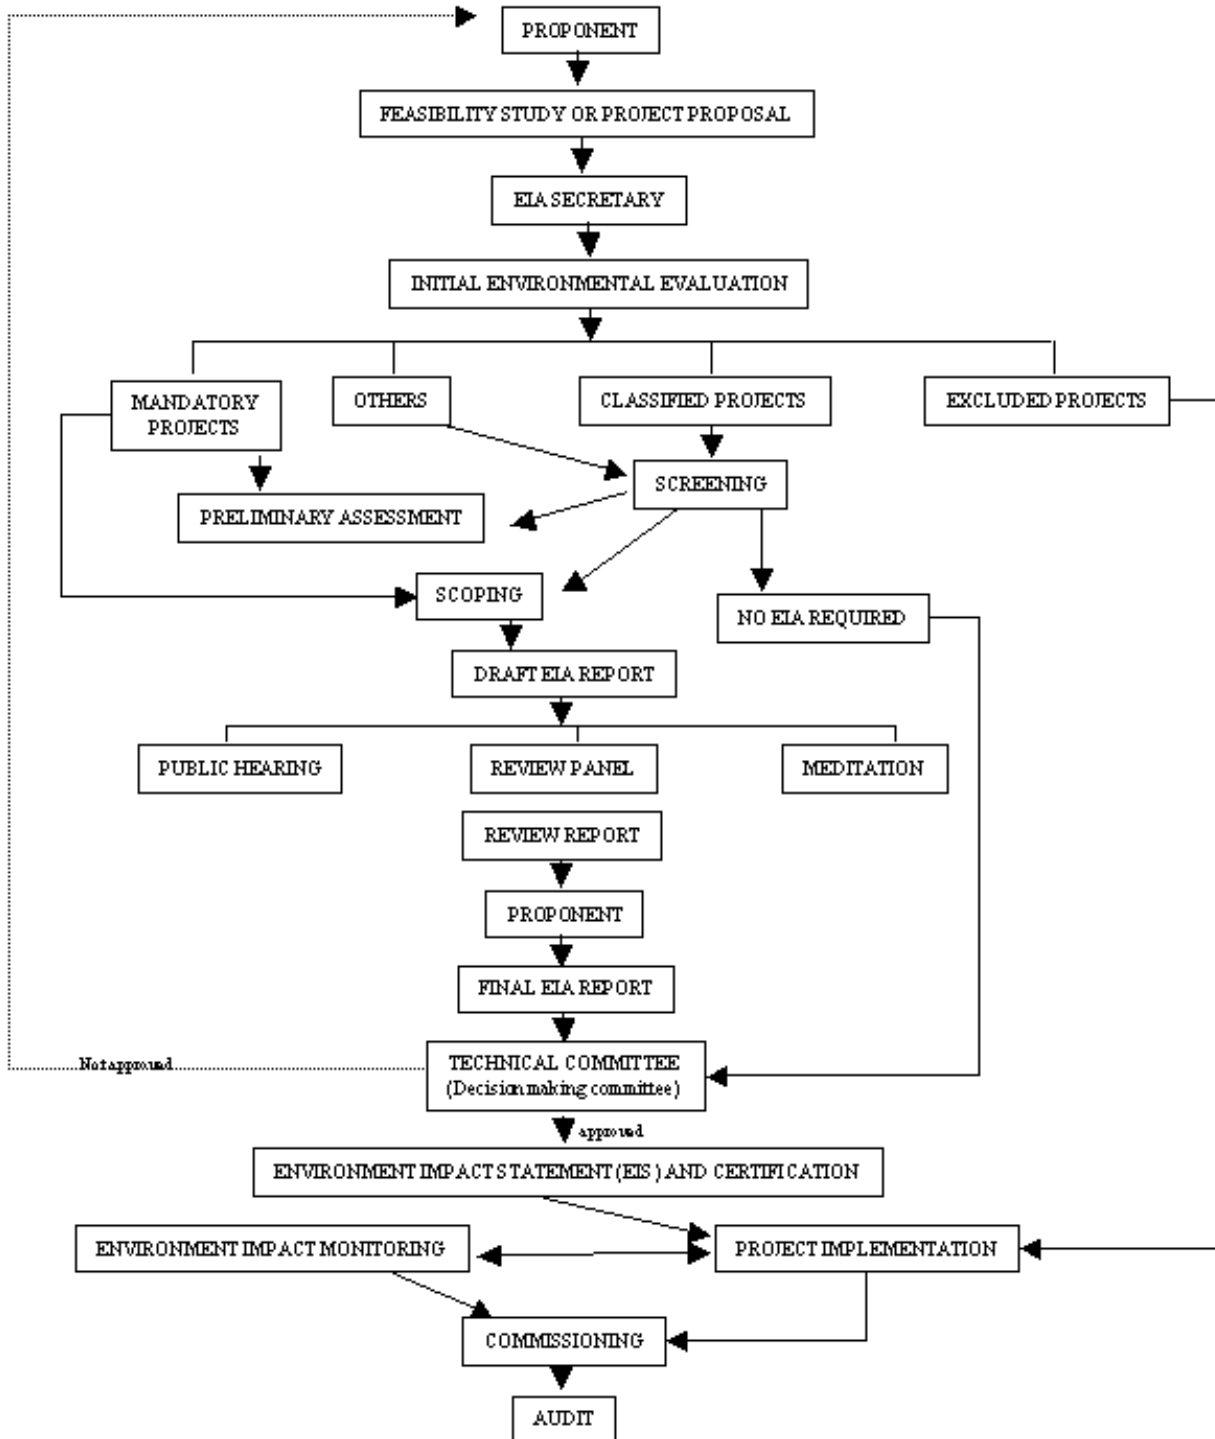 PROPONENT
FEASIBILITY STUDY OR PROJECT PROPOSAL
EIA SECRETARY
INITIAL ENVIRONMENTAL EVALUATION
MANDATORY
PROJECTS
OTHERS
CLASSIFIED PROJECTS
EXCLUDED PROJECTS
SCREENING
PRELIMINARY ASSESSMENT
SCOPING
NO EIA REQUIRED
DRAFT EIA REPORT
PUBLIC HEARING
REVIEW PANEL
MEDITATION
REVIEW REPORT
PROPONENT
FINAL EIA REPORT
Not approved
TECHNICAL COMMITTEE
(Decision making committee)
approved
ENVIRONMENT IMPACT STATEMENT (EIS) AND CERTIFICATION
ENVIRONMENT IMPACT MONITORING
PROJECT IMPLEMENTATION
COMMISSIONING
AUDIT